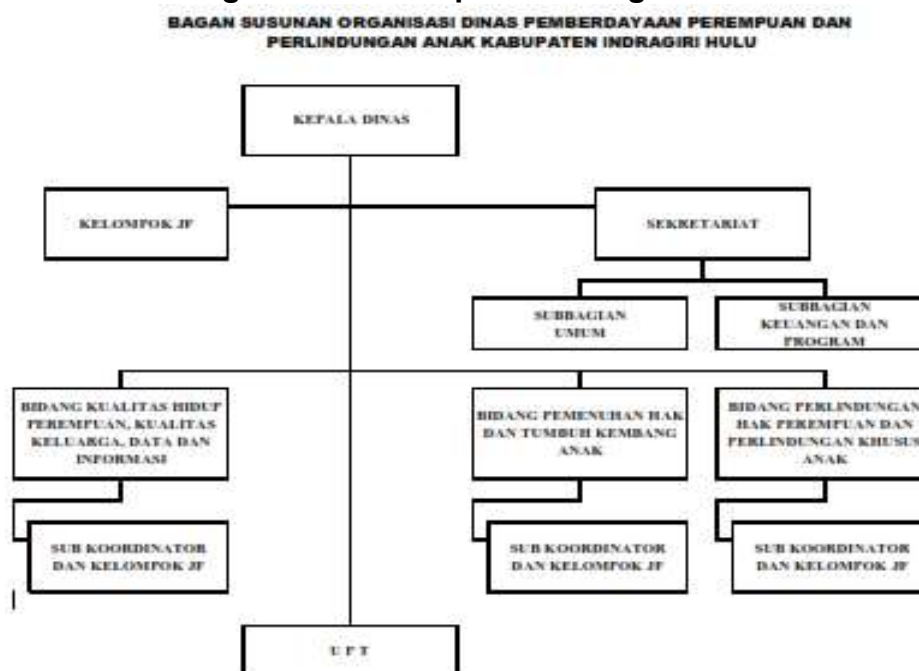 BAGAN SUSUNAN ORGANISASI DINAS PEMBERDAYAAN PEREMPUAN DAN
PERLINDUNGAN ANAK KABUPATEN INDRAGIRI HULU
KEPALA DINAS
KELOMPOK JF
SEKRETARIAT
SUBBAGIAN
UMUM
SUBBAGIAN
KEUANGAN DAN
PROGRAM
BIDANG KUALITAS HIDUP
PEREMPUAN, KUALITAS
KELUARGA, DATA DAN
INFORMASI
BIDANG PEMENUHAN HAK
DAN TUMBUH KEMBANG
ANAK
BIDANG PERLINDUNGAN
HAK PEREMPUAN DAN
PERLINDUNGAN KHUSUS
ANAK
SUB KOORDINATOR
DAN KELOMPOK JF
SUB KOORDINATOR
DAN KELOMPOK JF
SUB KOORDINATOR
DAN KELOMPOK JF
U P T